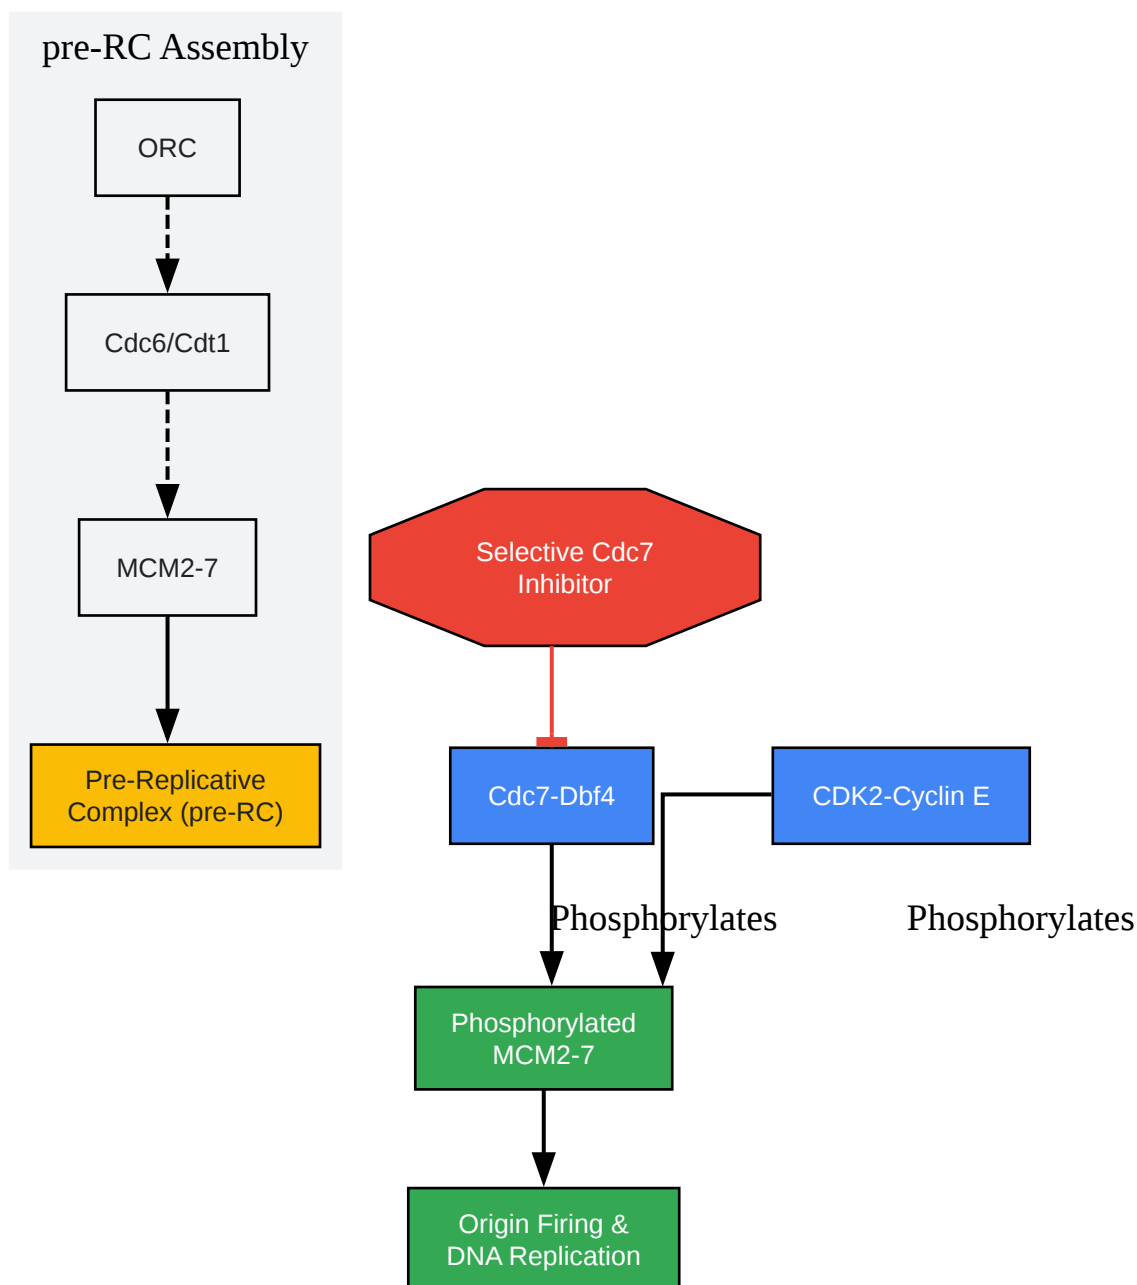 pre-RC Assembly
ORC
Cdc6/Cdt1
MCM2-7
Pre-Replicative
Complex (pre-RC)
Selective Cdc7
Inhibitor
Cdc7-Dbf4
CDK2-Cyclin E
Phosphorylates
Phosphorylates
Phosphorylated
MCM2-7
Origin Firing &
DNA Replication